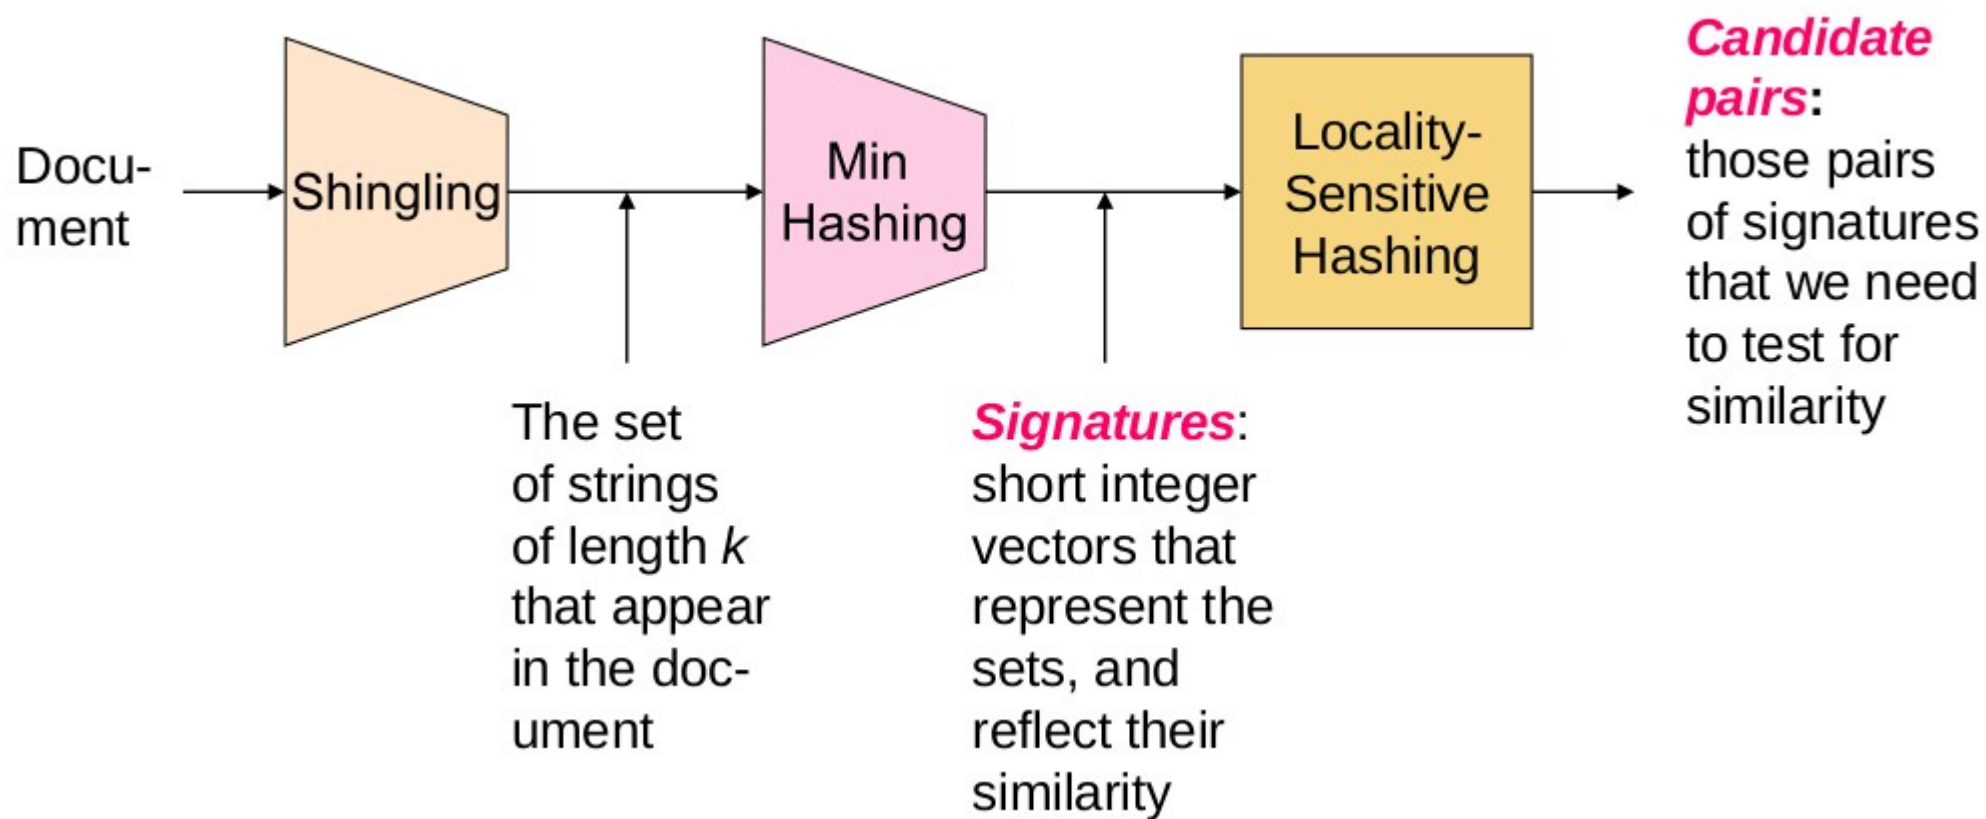 Docu-
ment
Shingling
The set
of strings
of length k
that appear
in the doc-
ument
Min
Hashing
Signatures:
short integer
vectors that
represent the
sets, and
reflect their
similarity
Locality-
Sensitive
Hashing
Candidate
pairs:
those pairs
of signatures
that we need
to test for
similarity